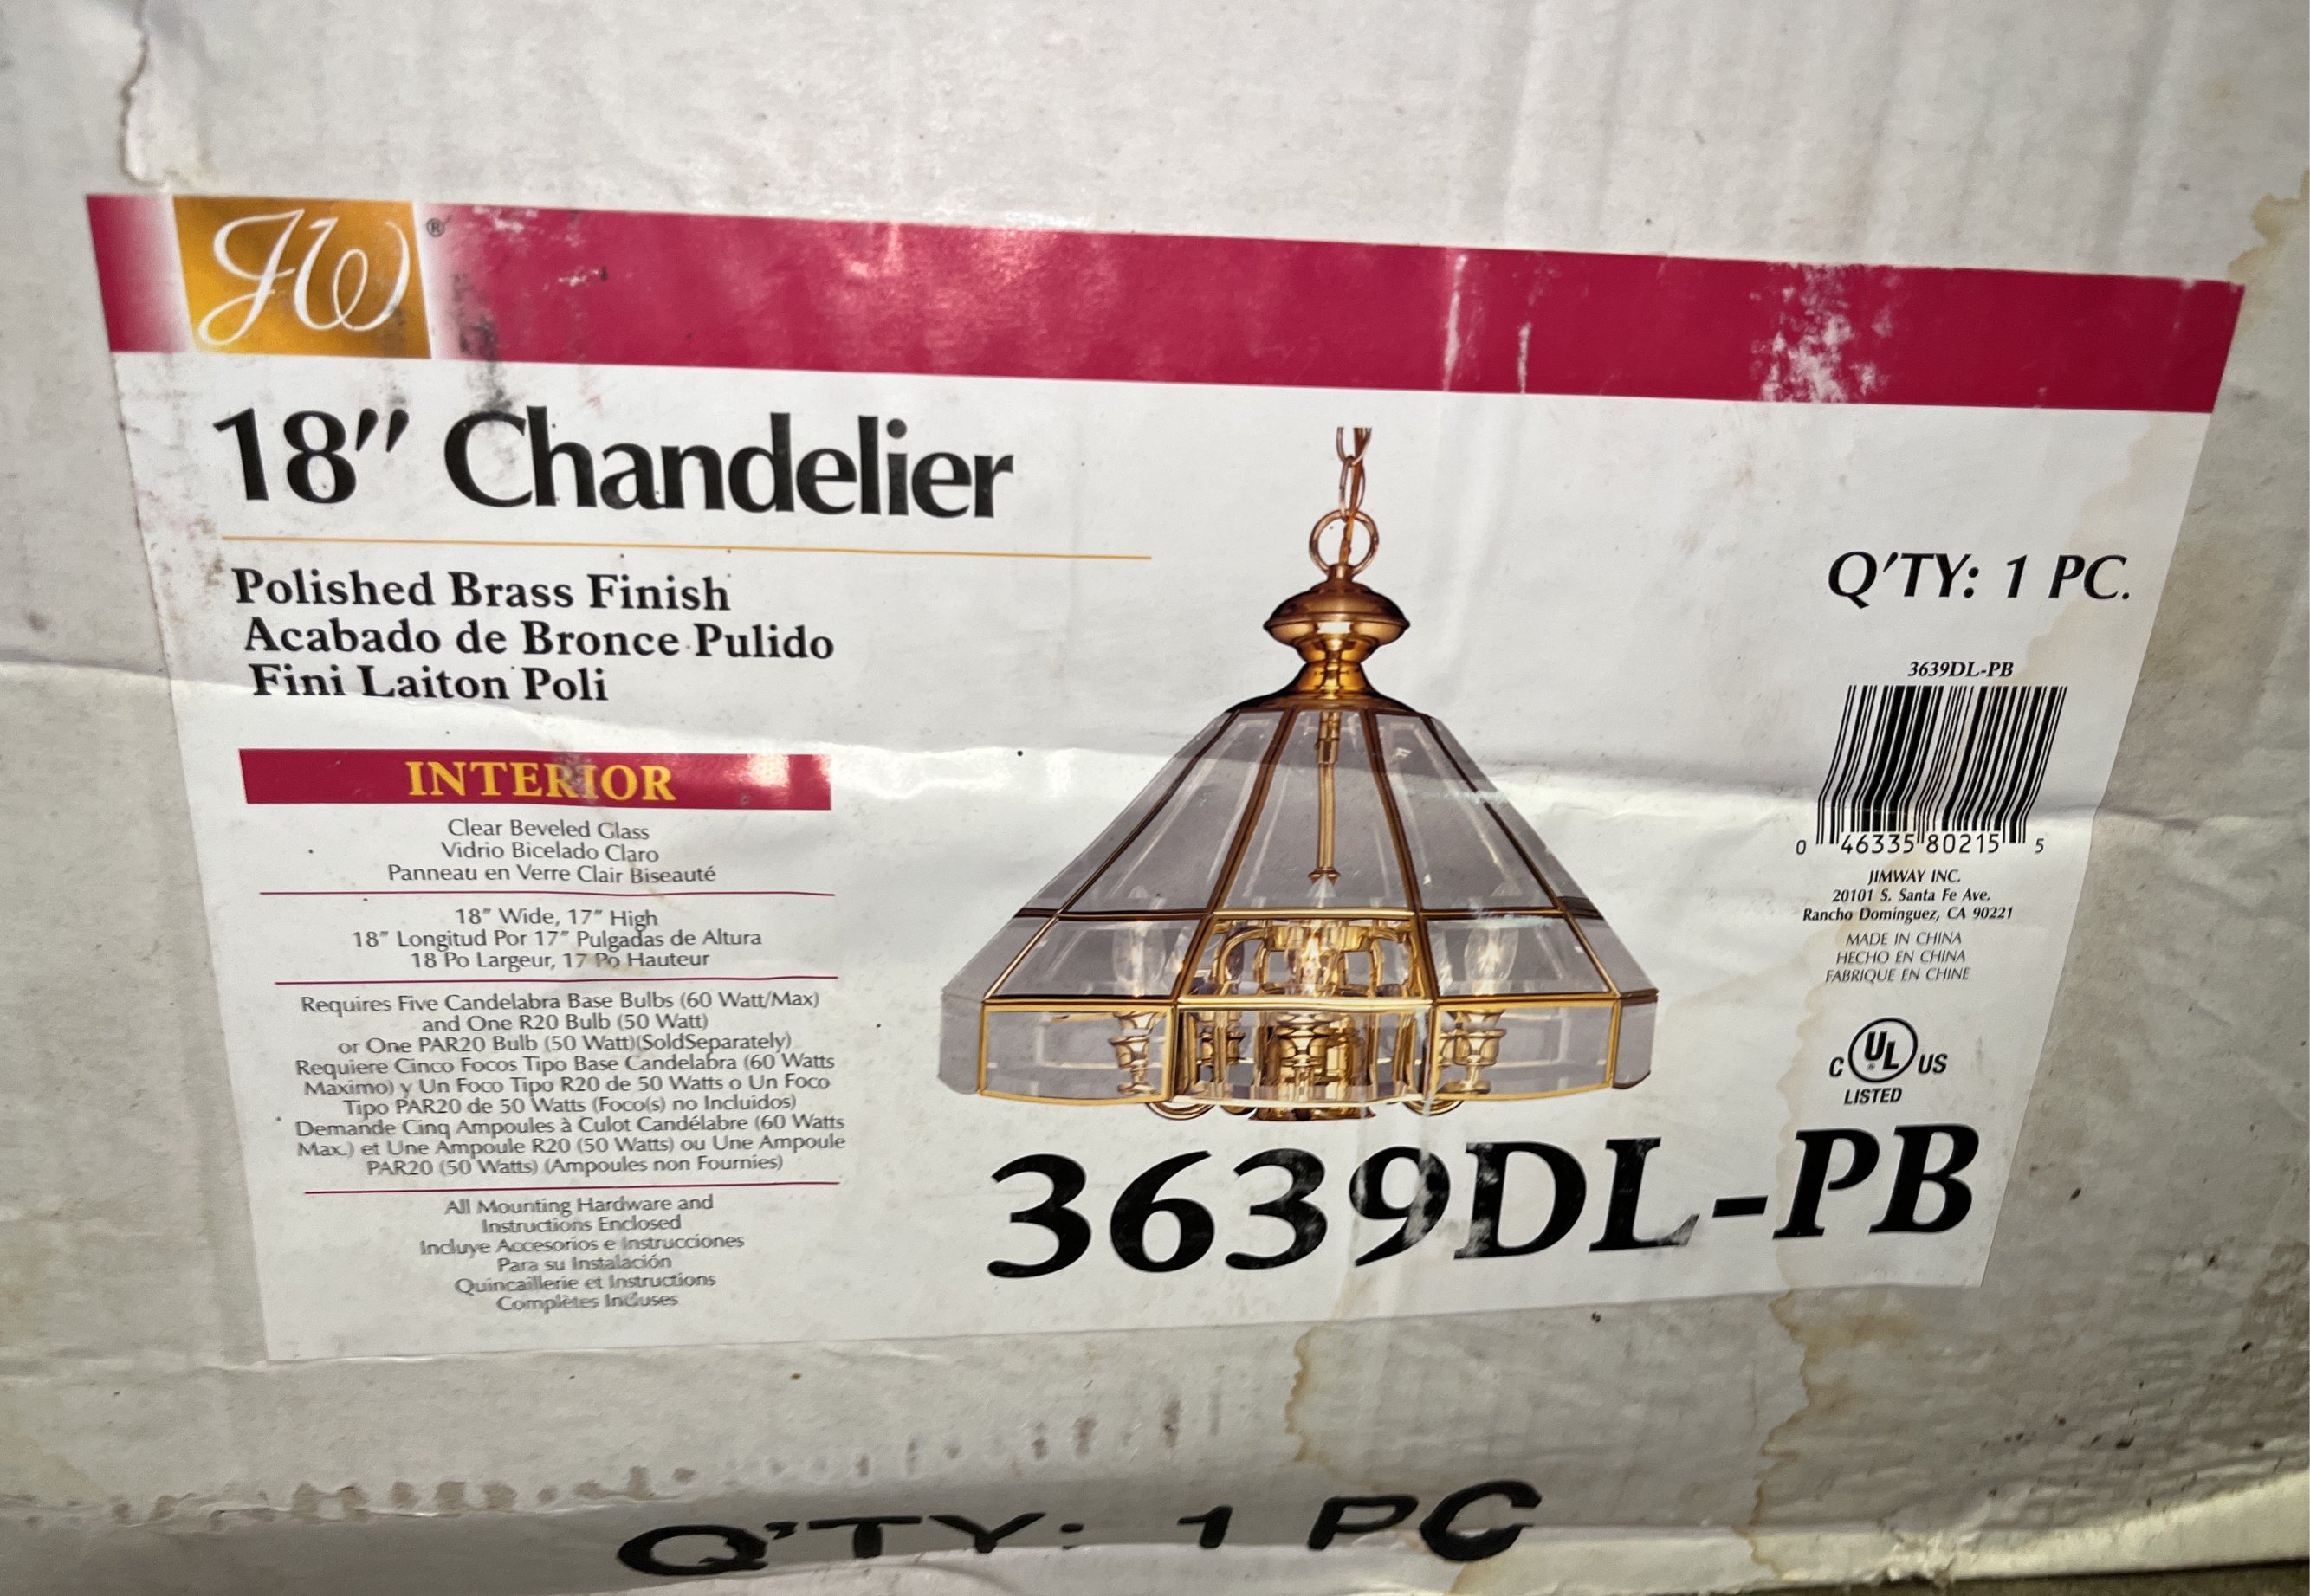 JW®
18" Chandelier
Polished Brass Finish
Acabado de Bronce Pulido
Fini Laiton Poli
INTERIOR
Clear Beveled Glass
Vidrio Bicelado Claro
Panneau en Verre Clair Biseauté
18" Wide, 17" High
18" Longitud Por 17" Pulgadas de Altura
18 Po Largeur, 17 Po Hauteur
Requires Five Candelabra Base Bulbs (60 Watt/Max)
and One R20 Bulb (50 Watt)
or One PAR20 Bulb (50 Watt)(SoldSeparately)
Requiere Cinco Focos Tipo Base Candelabra (60 Watts
Maximo) y Un Foco Tipo R20 de 50 Watts o Un Foco
Tipo PAR20 de 50 Watts (Foco(s) no Incluidos)
Demande Cinq Ampoules à Culot Candélabre (60 Watts
Max.) et Une Ampoule R20 (50 Watts) ou Une Ampoule
PAR20 (50 Watts) (Ampoules non Fournies)
All Mounting Hardware and
Instructions Enclosed
Incluye Accesorios e Instrucciones
Para su Instalación
Quincaillerie et Instructions
Complètes Incluses
Q'TY: 1 PC.
3639DL-PB
0 46335 80215 5
JIMWAY INC.
20101 S. Santa Fe Ave.
Rancho Dominguez, CA 90221
MADE IN CHINA
HECHO EN CHINA
FABRIQUE EN CHINE
C UL® US
LISTED
3639DL-PB
Q'TY: 1 PC